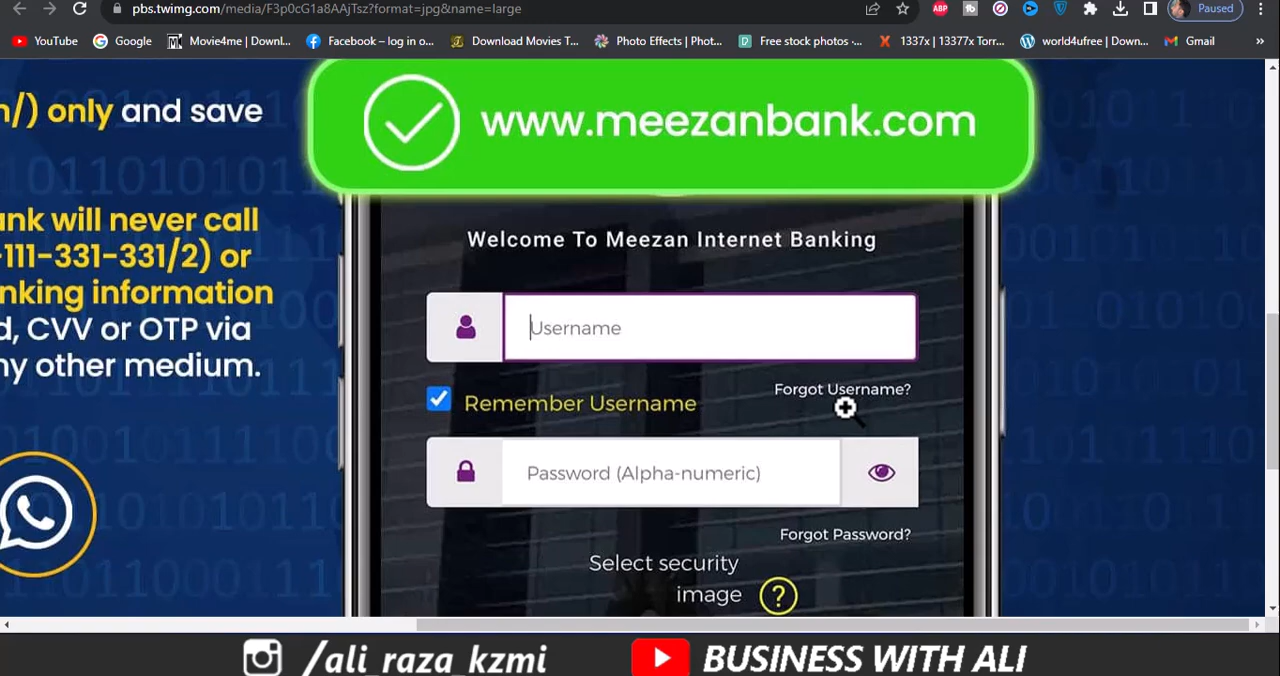 pbs.twimg.com/media/F3p0cG1a8AAjTsz?format=jpg&name=large
ABP
Paused
YouTube
Google
Movie4me | Downl...
Facebook – log in o...
Download Movies T...
Photo Effects | Phot...
Free stock photos -...
1337x | 13377x Torr...
world4ufree | Down...
Gmail
»
n/) only and save
www.meezanbank.com
ank will never call
-111-331-331/2) or
nking information
d, CVV or OTP via
ny other medium.
Welcome To Meezan Internet Banking
Username
Forgot Username?
Remember Username
Password (Alpha-numeric)
Forgot Password?
Select security
image ?
/ali_raza_kzmi
BUSINESS WITH ALI